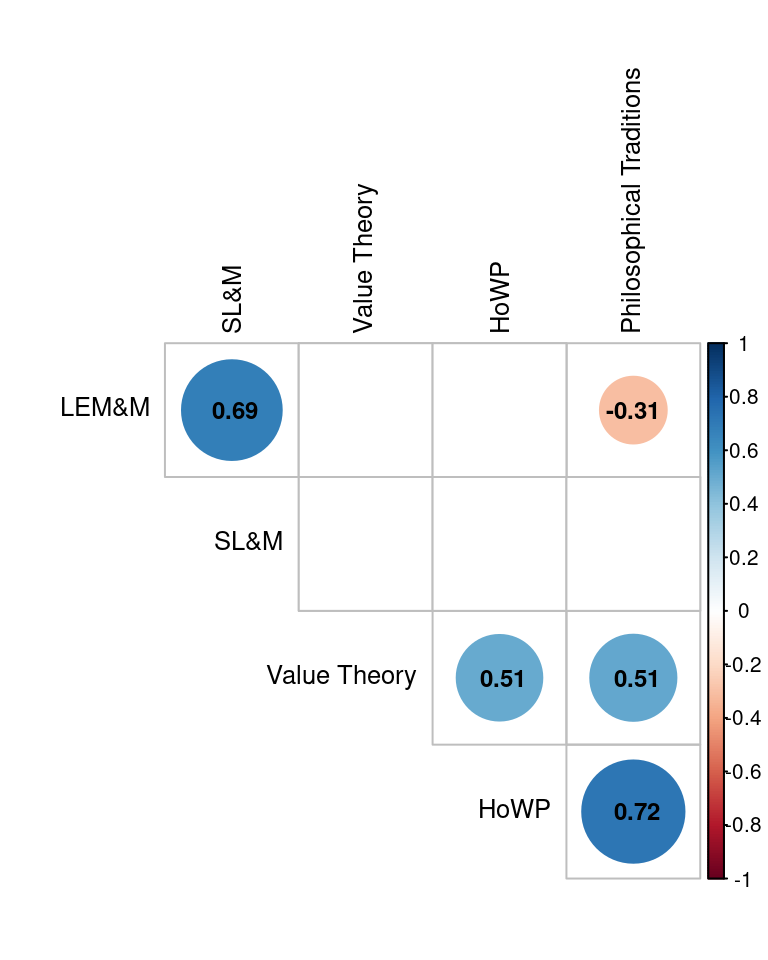 SL&M
Value Theory
HoWP
Philosophical Traditions
LEM&M
0.69
-0.31
SL&M
Value Theory
0.51
0.51
HoWP
0.72
1
0.8
0.6
0.4
0.2
0
-0.2
-0.4
-0.6
-0.8
-1